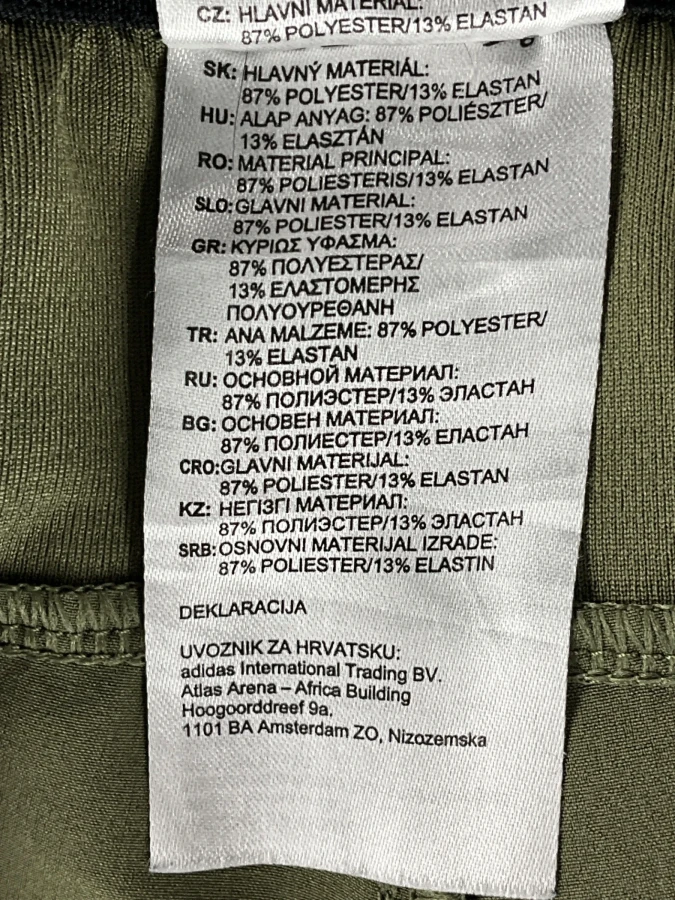 CZ: HLAVNÍ MATERIÁL:
87% POLYESTER/13% ELASTAN
SK: HLAVNÝ MATERIÁL:
87% POLYESTER/13% ELASTAN
HU: ALAP ANYAG: 87% POLIÉSZTER/
13% ELASZTÁN
RO: MATERIAL PRINCIPAL:
87% POLIESTERIS/13% ELASTAN
SLO: GLAVNI MATERIAL:
87% POLIESTER/13% ELASTAN
GR: ΚΥΡΙΩΣ ΥΦΑΣΜΑ:
87% ΠΟΛΥΕΣΤΕΡΑΣ/
13% ΕΛΑΣΤΟΜΕΡΗΣ
ΠΟΛΥΟΥΡΕΘΑΝΗ
TR: ANA MALZEME: 87% POLYESTER/
13% ELASTAN
RU: ОСНОВНОЙ МАТЕРИАЛ:
87% ПОЛИЭСТЕР/13% ЭЛАСТАН
BG: ОСНОВЕН МАТЕРИАЛ:
87% ПОЛИЕСТЕР/13% ЕЛАСТАН
CRO: GLAVNI MATERIJAL:
87% POLIESTER/13% ELASTAN
KZ: НЕГІЗГІ МАТЕРИАЛ:
87% ПОЛИЭСТЕР/13% ЭЛАСТАН
SRB: OSNOVNI MATERIJAL IZRADE:
87% POLIESTER/13% ELASTIN
DEKLARACIJA
UVOZNIK ZA HRVATSKU:
adidas International Trading BV.
Atlas Arena – Africa Building
Hoogoorddreef 9a,
1101 BA Amsterdam ZO, Nizozemska